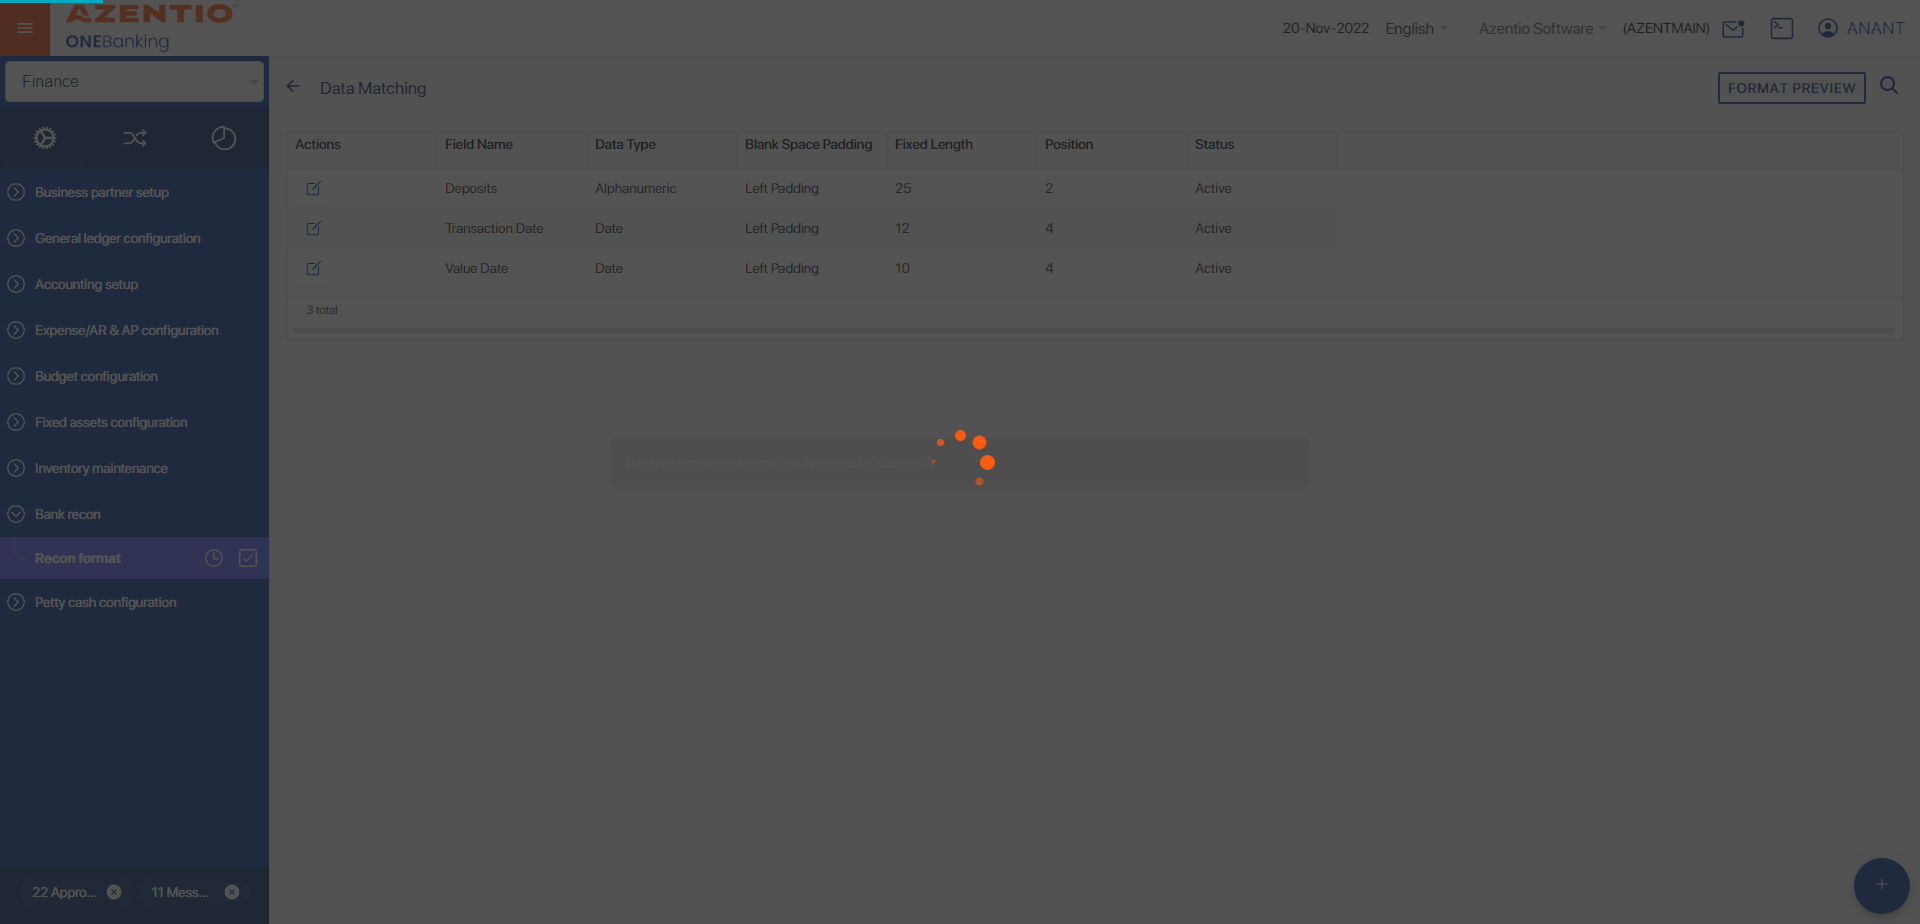 AZENTIO™
ONEBanking
20-Nov-2022 English Azentio Software (AZENTMAIN) ANANT
Finance
Data Matching
FORMAT PREVIEW
Actions Field Name Data Type Blank Space Padding Fixed Length Position Status
Deposits Alphanumeric Left Padding 25 2 Active
Transaction Date Date Left Padding 12 4 Active
Value Date Date Left Padding 10 4 Active
3 total
Business partner setup
General ledger configuration
Accounting setup
Expense/AR & AP configuration
Budget configuration
Fixed assets configuration
Inventory maintenance
Bank recon
Recon format
Petty cash configuration
22 Appro... 11 Mess...